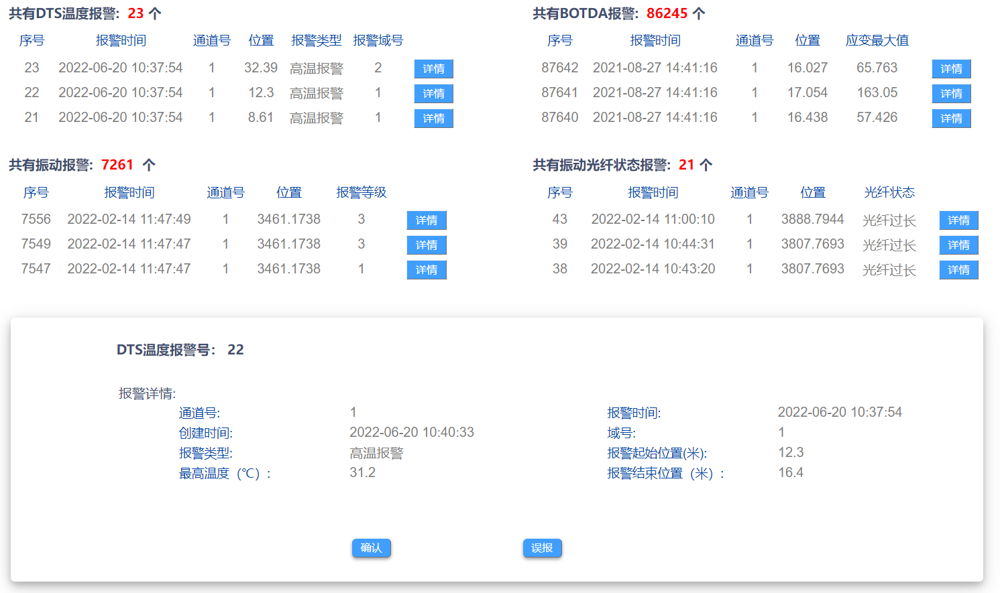 共有DTS温度报警: 23 个
序号 报警时间 通道号 位置 报警类型 报警域号
23 2022-06-20 10:37:54 1 32.39 高温报警 2 详情
22 2022-06-20 10:37:54 1 12.3 高温报警 1 详情
21 2022-06-20 10:37:54 1 8.61 高温报警 1 详情
共有BOTDA报警: 86245 个
序号 报警时间 通道号 位置 应变最大值
87642 2021-08-27 14:41:16 1 16.027 65.763 详情
87641 2021-08-27 14:41:16 1 17.054 163.05 详情
87640 2021-08-27 14:41:16 1 16.438 57.426 详情
共有振动报警: 7261 个
序号 报警时间 通道号 位置 报警等级
7556 2022-02-14 11:47:49 1 3461.1738 3 详情
7549 2022-02-14 11:47:47 1 3461.1738 3 详情
7547 2022-02-14 11:47:47 1 3461.1738 1 详情
共有振动光纤状态报警: 21 个
序号 报警时间 通道号 位置 光纤状态
43 2022-02-14 11:00:10 1 3888.7944 光纤过长 详情
39 2022-02-14 10:44:31 1 3807.7693 光纤过长 详情
38 2022-02-14 10:43:20 1 3807.7693 光纤过长 详情
DTS温度报警号： 22
报警详情:
通道号: 1 报警时间: 2022-06-20 10:37:54
创建时间: 2022-06-20 10:40:33 域号: 1
报警类型: 高温报警 报警起始位置(米): 12.3
最高温度（℃）: 31.2 报警结束位置（米）: 16.4
确认 误报